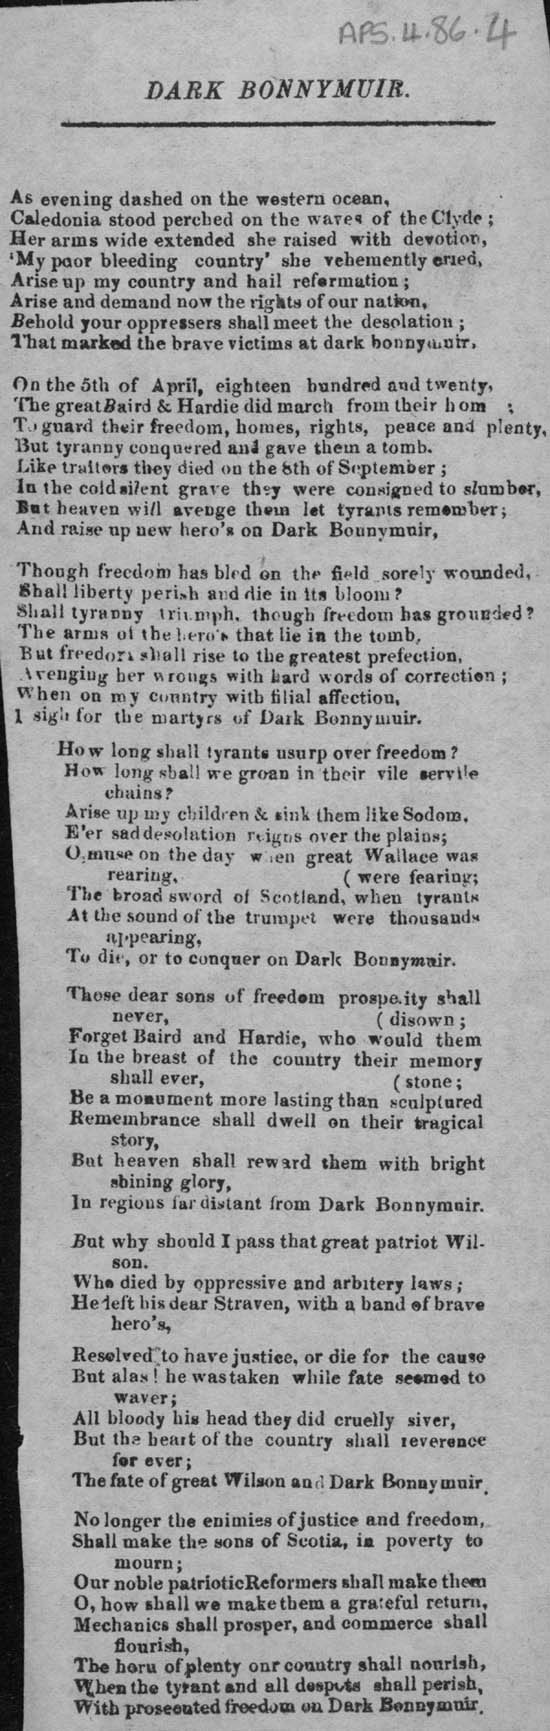 APS.4.86.4
DARK BONNYMUIR.
As evening dashed on the western ocean,
Caledonia stood perched on the waves of the Clyde ;
Her arms wide extended she raised with devotion,
'My poor bleeding country' she vehemently cried,
Arise up my country and hail reformation ;
Arise and demand now the rights of our nation,
Behold your oppressers shall meet the desolation ;
That marked the brave victims at dark bonnymuir,
On the 5th of April, eighteen hundred and twenty,
The great Baird & Hardie did march from their hom ;
To guard their freedom, homes, rights, peace and plenty,
But tyranny conquered and gave them a tomb.
Like traitors they died on the 8th of September ;
In the cold silent grave they were consigned to slumber,
But heaven will avenge them let tyrants remember;
And raise up new hero's on Dark Bonnymuir,
Though freedom has bled on the field sorely wounded,
Shall liberty perish and die in its bloom ?
Shall tyranny triumph, though freedom has grounded ?
The arms of the hero's that lie in the tomb,
But freedom shall rise to the greatest prefection,
Avenging her wrongs with hard words of correction ;
When on my country with filial affection,
I sigh for the martyrs of Dark Bonnymuir.
How long shall tyrants usurp over freedom ?
How long shall we groan in their vile servile
chains ?
Arise up my children & sink them like Sodom,
E'er sad desolation reigns over the plains;
O,muse on the day when great Wallace was
rearing, ( were fearing;
The broad sword of Scotland, when tyrants
At the sound of the trumpet were thousands
appearing,
To die, or to conquer on Dark Bonnymuir.
Those dear sons of freedom prospe.ity shall
never, ( disown ;
Forget Baird and Hardie, who would them
In the breast of the country their memory
shall ever, ( stone ;
Be a monument more lasting than sculptured
Remembrance shall dwell on their tragical
story,
But heaven shall reward them with bright
shining glory,
In regions far distant from Dark Bonnymuir.
But why should I pass that great patriot Wil-
son.
Who died by oppressive and arbitery laws ;
He left his dear Straven, with a band of brave
hero's,
Resolved to have justice, or die for the cause
But alas ! he was taken while fate seemed to
waver;
All bloody his head they did cruelly siver,
But the heart of the country shall reverence
for ever ;
The fate of great Wilson and Dark Bonnymuir.
No longer the enimies of justice and freedom,
Shall make the sons of Scotia, in poverty to
mourn ;
Our noble patriotic Reformers shall make them
O, how shall we make them a grateful return,
Mechanics shall prosper, and commerce shall
flourish,
The horu of plenty onr country shall nourish,
When the tyrant and all despots shall perish,
With prosecuted freedom on Dark Bonnymuir.